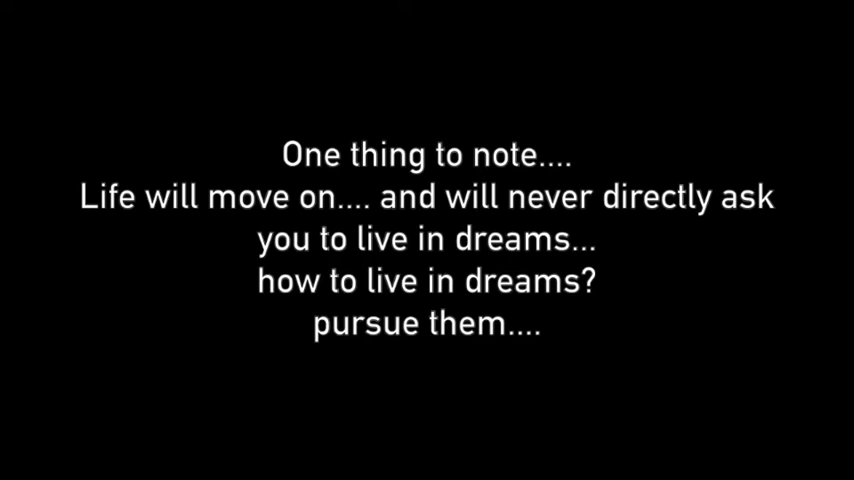 One thing to note....
Life will move on.... and will never directly ask
you to live in dreams...
how to live in dreams?
pursue them....